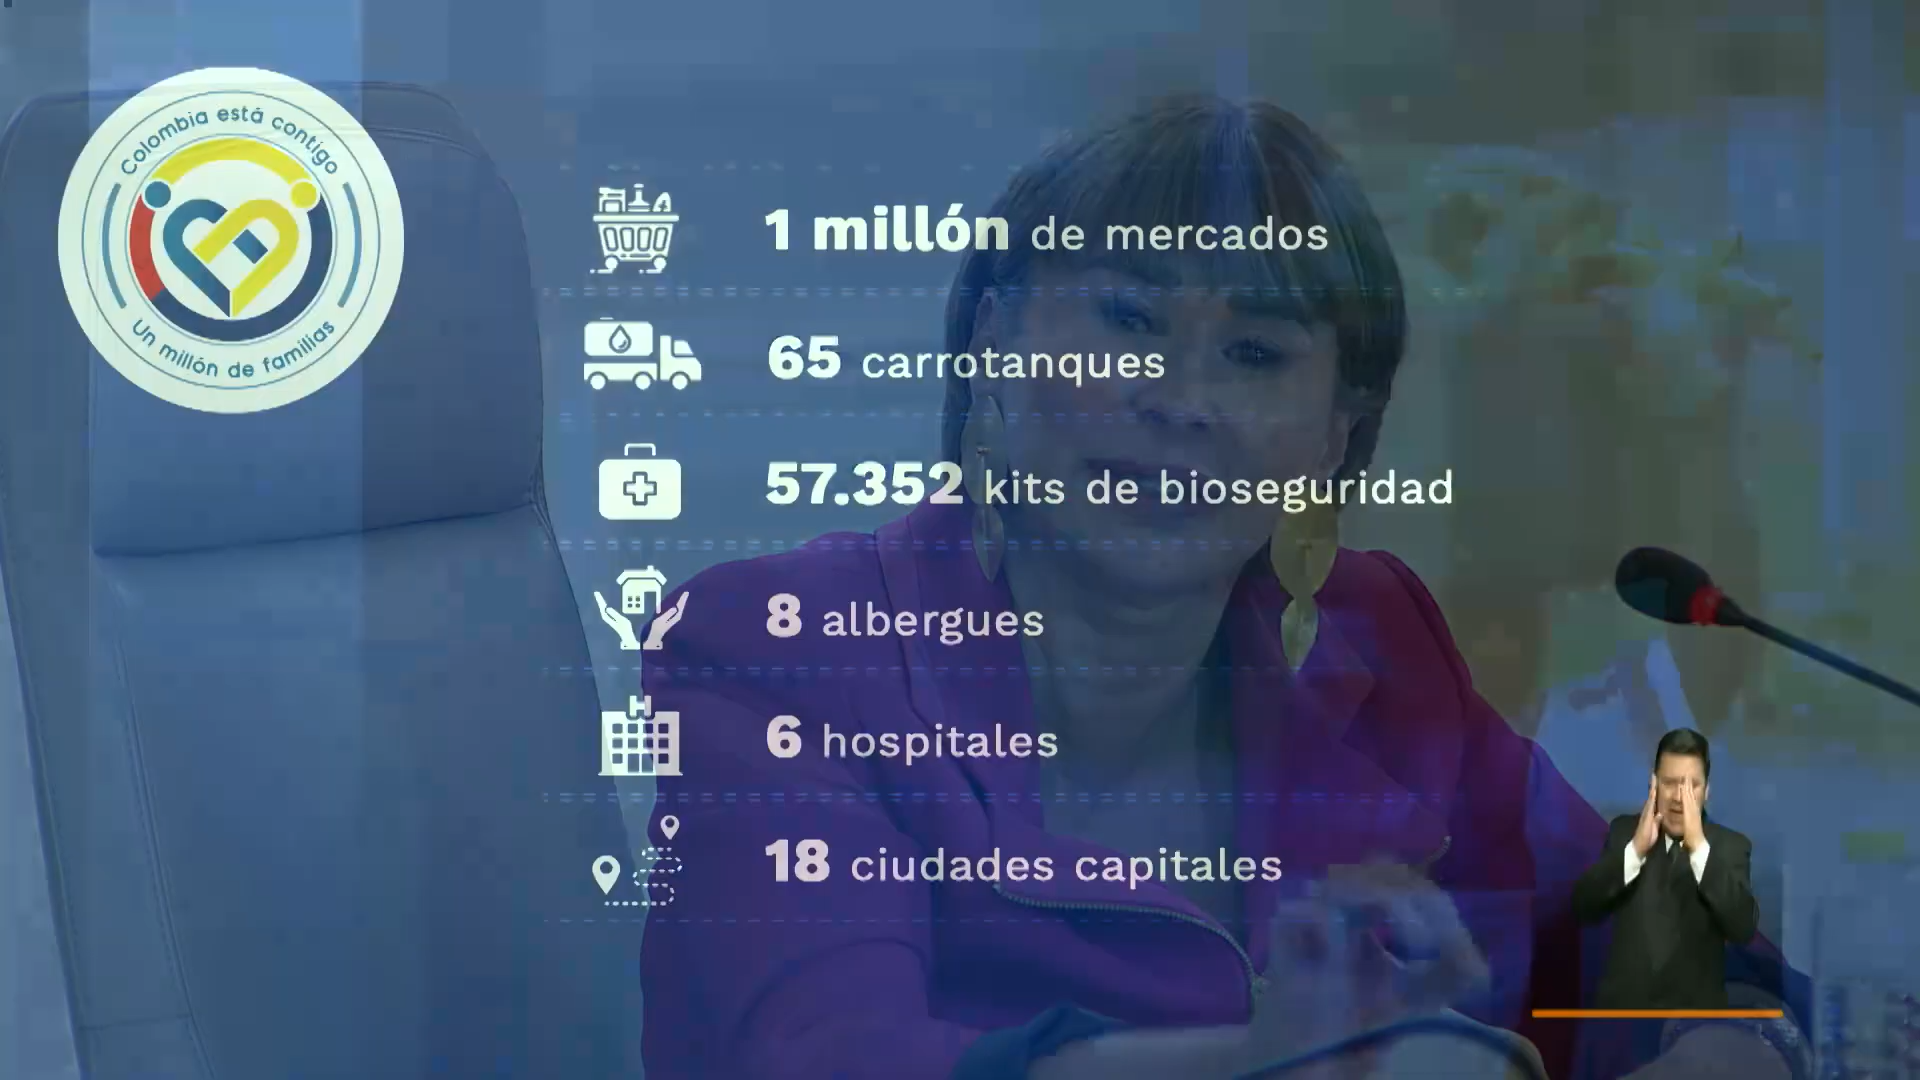 Colombia está contigo
Un millón de familias
1 millón de mercados
65 carrotanques
57.352 kits de bioseguridad
8 albergues
H
6 hospitales
18 ciudades capitales